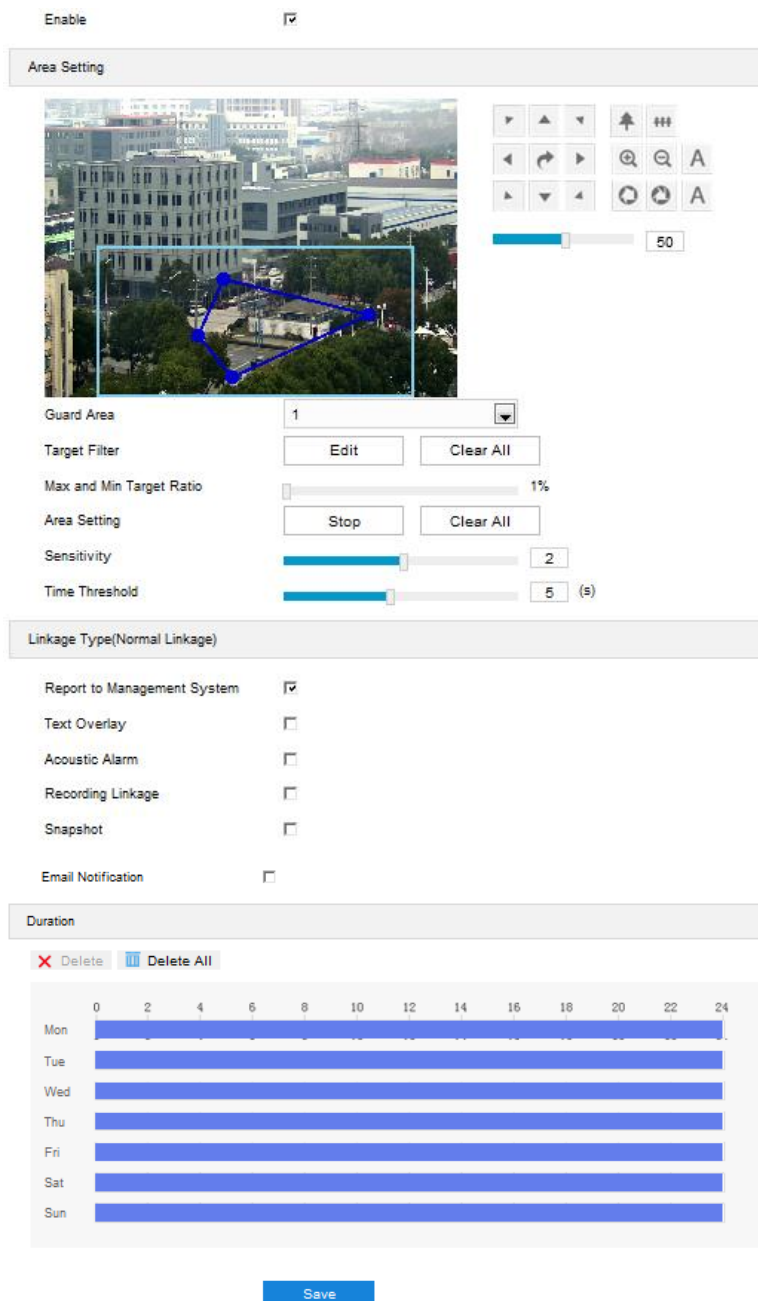 Enable
Area Setting
A
A
50
Guard Area 1
Target Filter Edit Clear All
Max and Min Target Ratio 1%
Area Setting Stop Clear All
Sensitivity 2
Time Threshold 5 (s)
Linkage Type(Normal Linkage)
Report to Management System
Text Overlay
Acoustic Alarm
Recording Linkage
Snapshot
Email Notification
Duration
Delete Delete All
0 2 4 6 8 10 12 14 16 18 20 22 24
Mon
Tue
Wed
Thu
Fri
Sat
Sun
Save